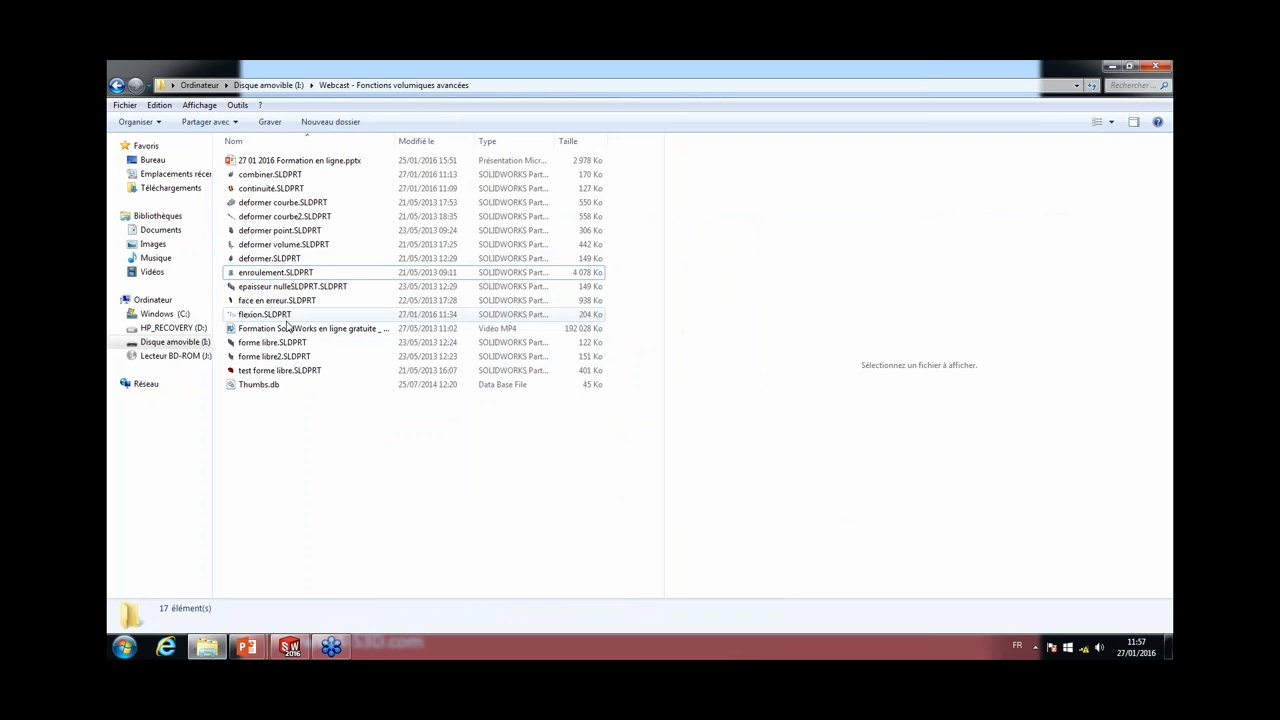 Ordinateur Disque amovible (I:) Webcast - Fonctions volumiques avancées Rechercher...
Fichier Edition Affichage Outils ?
Organiser Partager avec Graver Nouveau dossier
Favoris
Bureau
Emplacements récer
Téléchargements
Bibliothèques
Documents
Images
Musique
Vidéos
Ordinateur
Windows (C:)
HP_RECOVERY (D:)
Disque amovible (I:)
Lecteur BD-ROM (J:)
Réseau
Nom Modifié le Type Taille
27 01 2016 Formation en ligne.pptx 25/01/2016 15:51 Présentation Micr... 2 978 Ko
combiner.SLDPRT 27/01/2016 11:13 SOLIDWORKS Part... 170 Ko
continuité.SLDPRT 27/01/2016 11:09 SOLIDWORKS Part... 127 Ko
deformer courbe.SLDPRT 21/05/2013 17:53 SOLIDWORKS Part... 550 Ko
deformer courbe2.SLDPRT 21/05/2013 18:35 SOLIDWORKS Part... 558 Ko
deformer point.SLDPRT 23/05/2013 09:24 SOLIDWORKS Part... 306 Ko
deformer volume.SLDPRT 21/05/2013 17:25 SOLIDWORKS Part... 442 Ko
deformer.SLDPRT 21/05/2013 12:29 SOLIDWORKS Part... 149 Ko
enroulement.SLDPRT 21/05/2013 09:11 SOLIDWORKS Part... 4 078 Ko
epaisseur nulleSLDPRT.SLDPRT 23/05/2013 12:29 SOLIDWORKS Part... 149 Ko
face en erreur.SLDPRT 22/05/2013 17:28 SOLIDWORKS Part... 938 Ko
flexion.SLDPRT 27/01/2016 11:34 SOLIDWORKS Part... 204 Ko
Formation SolidWorks en ligne gratuite _ ... 27/05/2013 11:02 Vidéo MP4 192 028 Ko
forme libre.SLDPRT 23/05/2013 12:24 SOLIDWORKS Part... 122 Ko
forme libre2.SLDPRT 23/05/2013 12:23 SOLIDWORKS Part... 151 Ko
test forme libre.SLDPRT 21/05/2013 16:07 SOLIDWORKS Part... 401 Ko
Thumbs.db 25/07/2014 12:20 Data Base File 45 Ko
Sélectionnez un fichier à afficher.
17 élément(s)
S3D.com
FR 11:57
27/01/2016
SW
2016